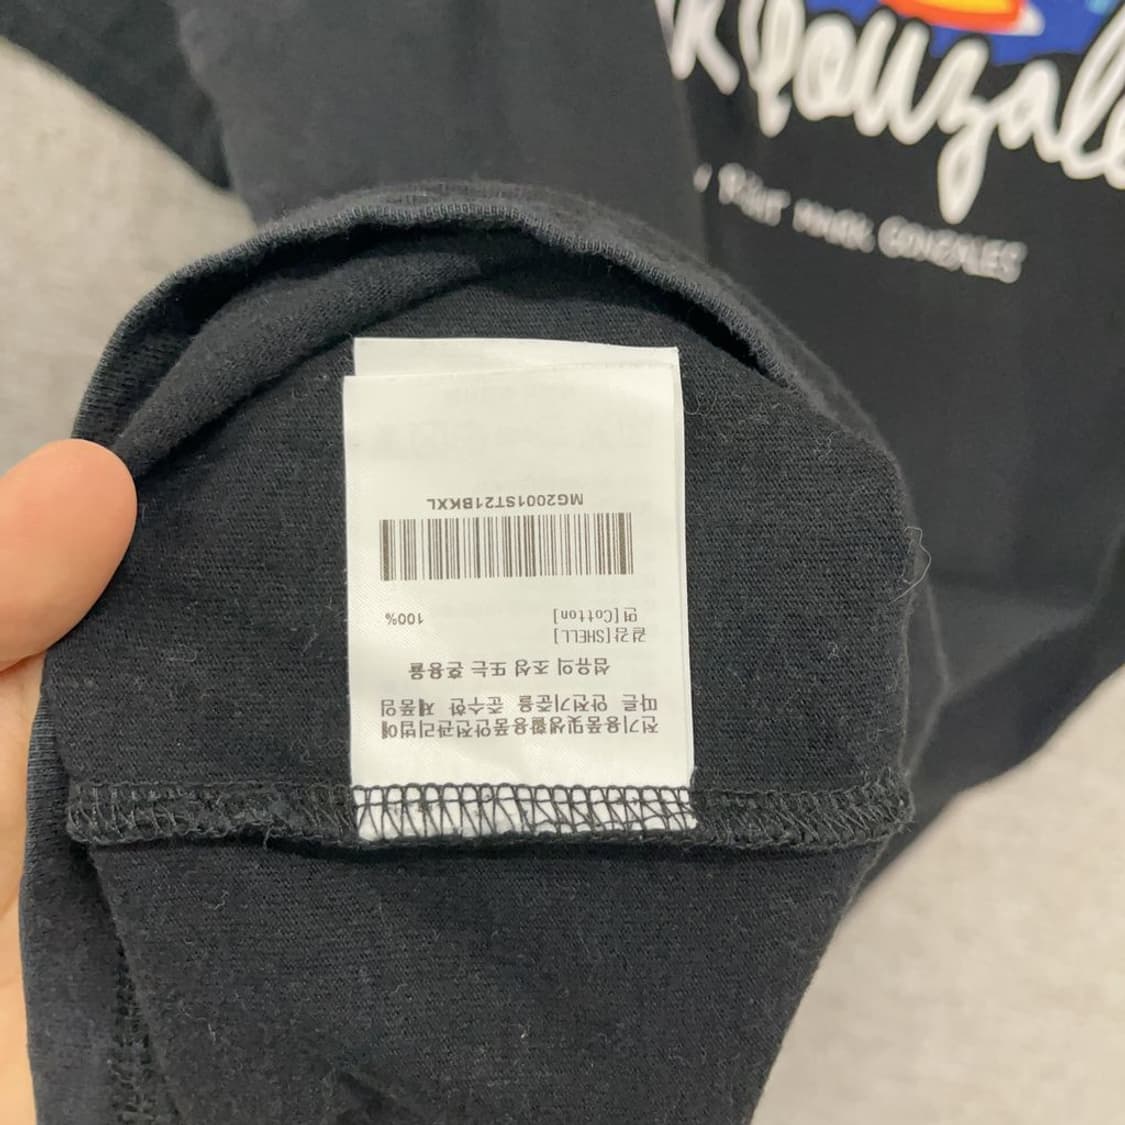 Gonzale
MARK GONZALES
전기용품및생활용품안전관리법에
따른 안전기준을 준수한 제품임
섬유의 조성 또는 혼용율
겉감[SHELL]
면[Cotton] 100%
MG2001ST21BKXL